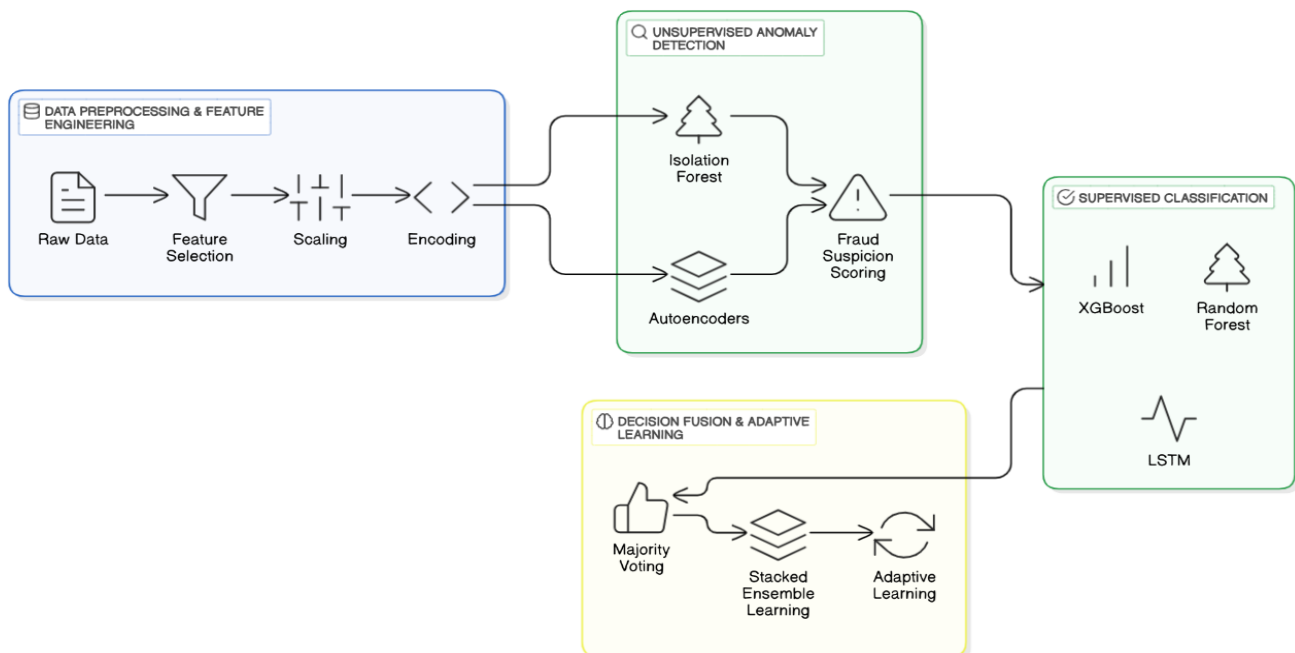 UNSUPERVISED ANOMALY
DETECTION
DATA PREPROCESSING & FEATURE
ENGINEERING
Isolation
Forest
Raw Data
Feature
Selection
Scaling
Encoding
Fraud
Suspicion
Scoring
Autoencoders
SUPERVISED CLASSIFICATION
XGBoost
Random
Forest
LSTM
DECISION FUSION & ADAPTIVE
LEARNING
Majority
Voting
Stacked
Ensemble
Learning
Adaptive
Learning